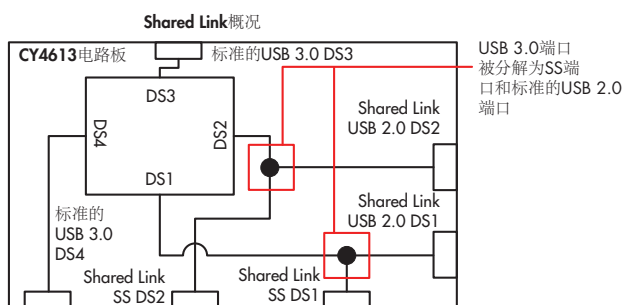 Shared Link概况
CY4613电路板
标准的USB 3.0 DS3
USB 3.0端口
被分解为SS端
口和标准的USB 2.0
端口
DS3
DS4
DS2
DS1
Shared Link
USB 2.0 DS2
Shared Link
USB 2.0 DS1
标准的
USB 3.0
DS4
Shared Link
SS DS2
Shared Link
SS DS1